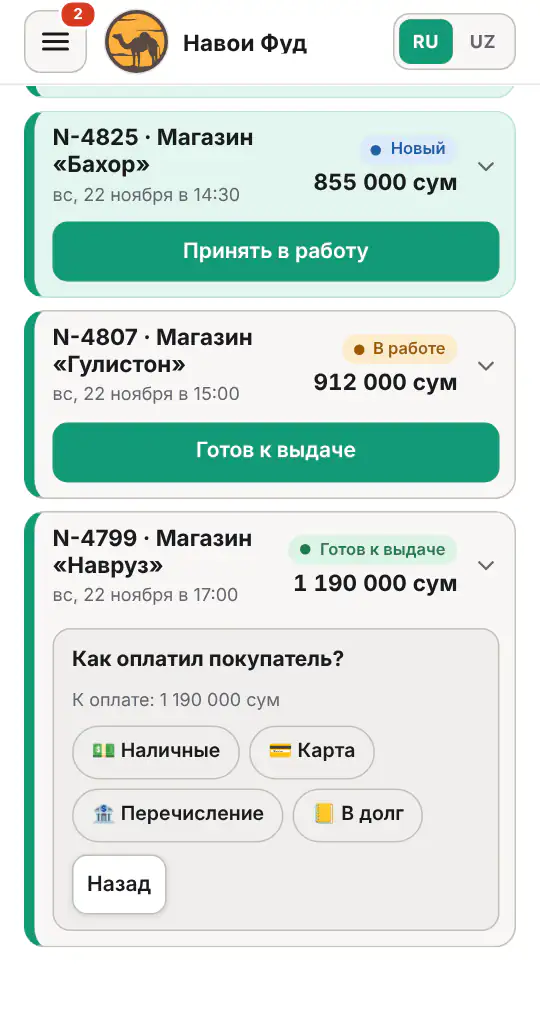 2
Навои Фуд
RU UZ
N-4825 · Магазин
«Бахор»
вс, 22 ноября в 14:30
Новый
855 000 сум
Принять в работу
N-4807 · Магазин
«Гулистон»
вс, 22 ноября в 15:00
В работе
912 000 сум
Готов к выдаче
N-4799 · Магазин
«Навруз»
вс, 22 ноября в 17:00
Готов к выдаче
1 190 000 сум
Как оплатил покупатель?
К оплате: 1 190 000 сум
Наличные
Карта
Перечисление
В долг
Назад